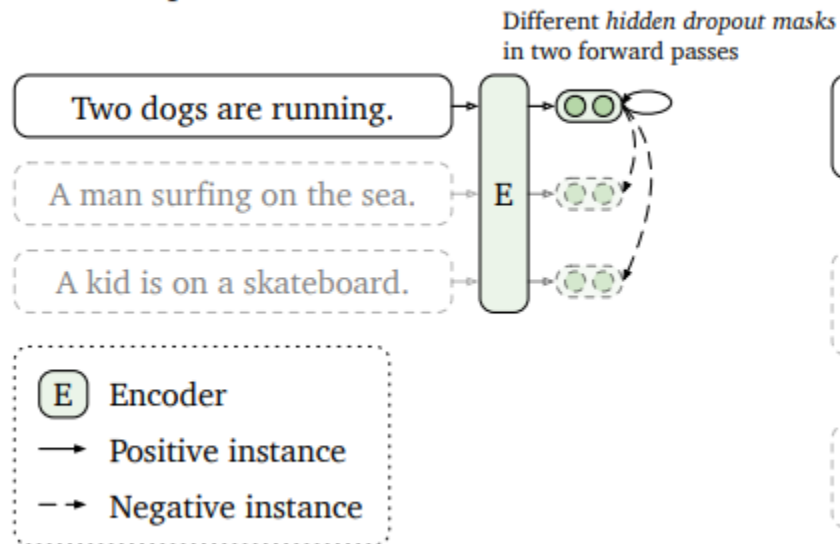 Different hidden dropout masks
in two forward passes
Two dogs are running.
A man surfing on the sea.
E
A kid is on a skateboard.
E Encoder
Positive instance
Negative instance